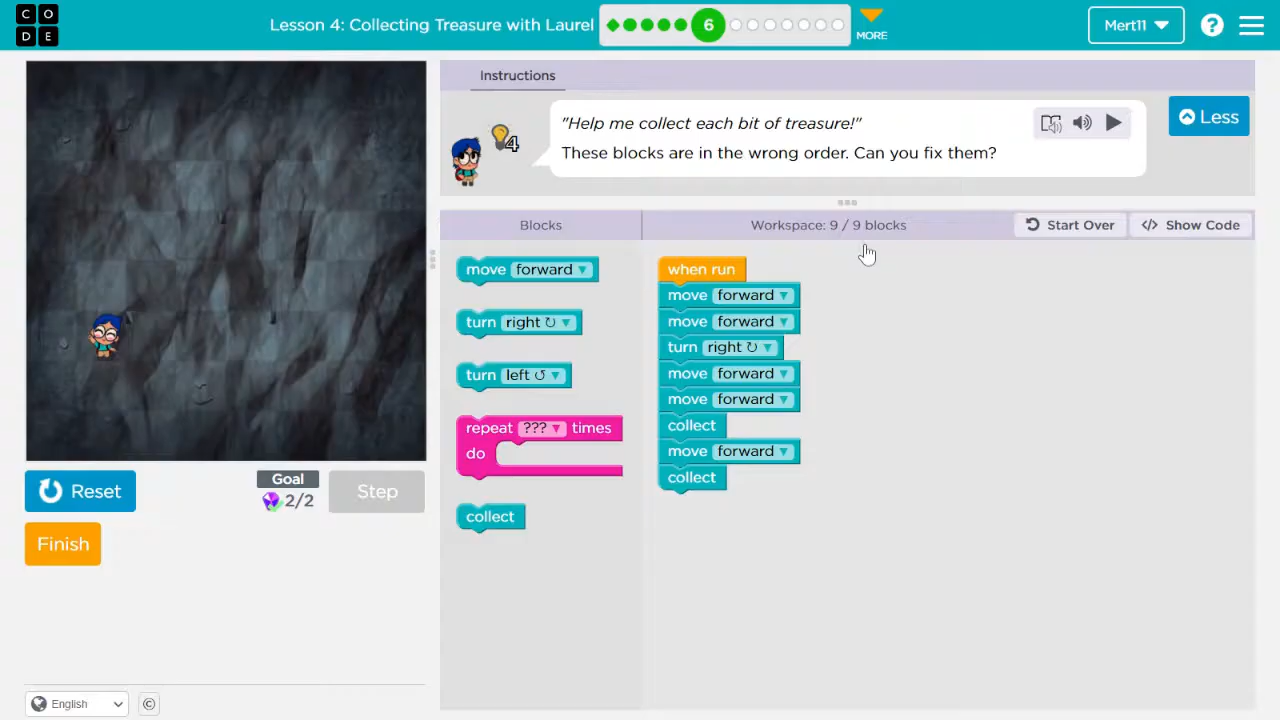 CO
DE
Lesson 4: Collecting Treasure with Laurel
6
MORE
Mert11
?
Instructions
4
"Help me collect each bit of treasure!"
These blocks are in the wrong order. Can you fix them?
Less
Blocks
Workspace: 9 / 9 blocks
Start Over
</> Show Code
move forward
turn right ↻
turn left ↺
repeat ??? times
do
collect
when run
move forward
move forward
turn right ↻
move forward
move forward
collect
move forward
collect
Reset
Goal
2/2
Step
Finish
English
©